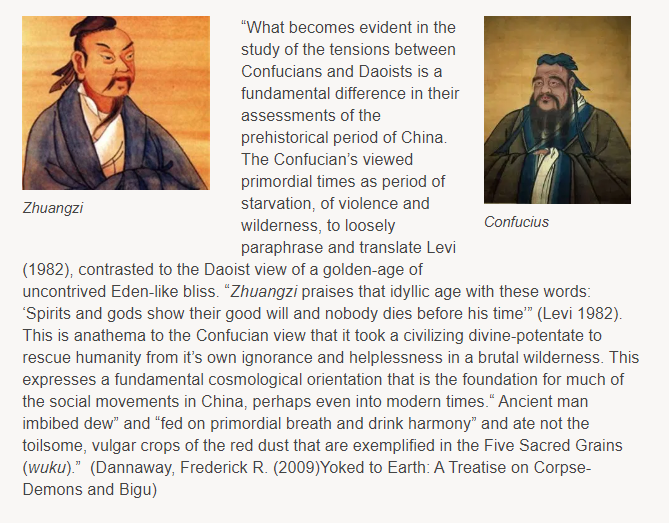 “What becomes evident in the
study of the tensions between
Confucians and Daoists is a
fundamental difference in their
assessments of the
prehistorical period of China.
The Confucian’s viewed
primordial times as period of
starvation, of violence and
wilderness, to loosely
paraphrase and translate Levi
(1982), contrasted to the Daoist view of a golden-age of
uncontrived Eden-like bliss. “Zhuangzi praises that idyllic age with these words:
‘Spirits and gods show their good will and nobody dies before his time’” (Levi 1982).
This is anathema to the Confucian view that it took a civilizing divine-potentate to
rescue humanity from it’s own ignorance and helplessness in a brutal wilderness. This
expresses a fundamental cosmological orientation that is the foundation for much of
the social movements in China, perhaps even into modern times.“ Ancient man
imbibed dew” and “fed on primordial breath and drink harmony” and ate not the
toilsome, vulgar crops of the red dust that are exemplified in the Five Sacred Grains
(wuku).”  (Dannaway, Frederick R. (2009)Yoked to Earth: A Treatise on Corpse-
Demons and Bigu)
Zhuangzi
Confucius